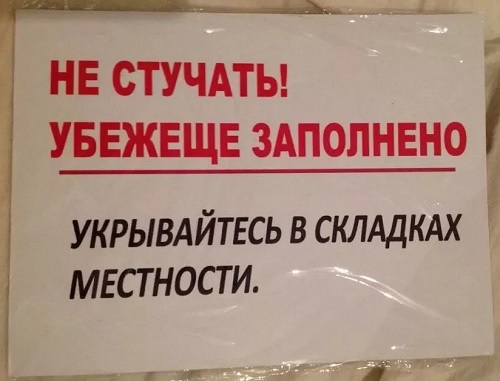 НЕ СТУЧАТЬ!
УБЕЖЕЩЕ ЗАПОЛНЕНО
УКРЫВАЙТЕСЬ В СКЛАДКАХ
МЕСТНОСТИ.